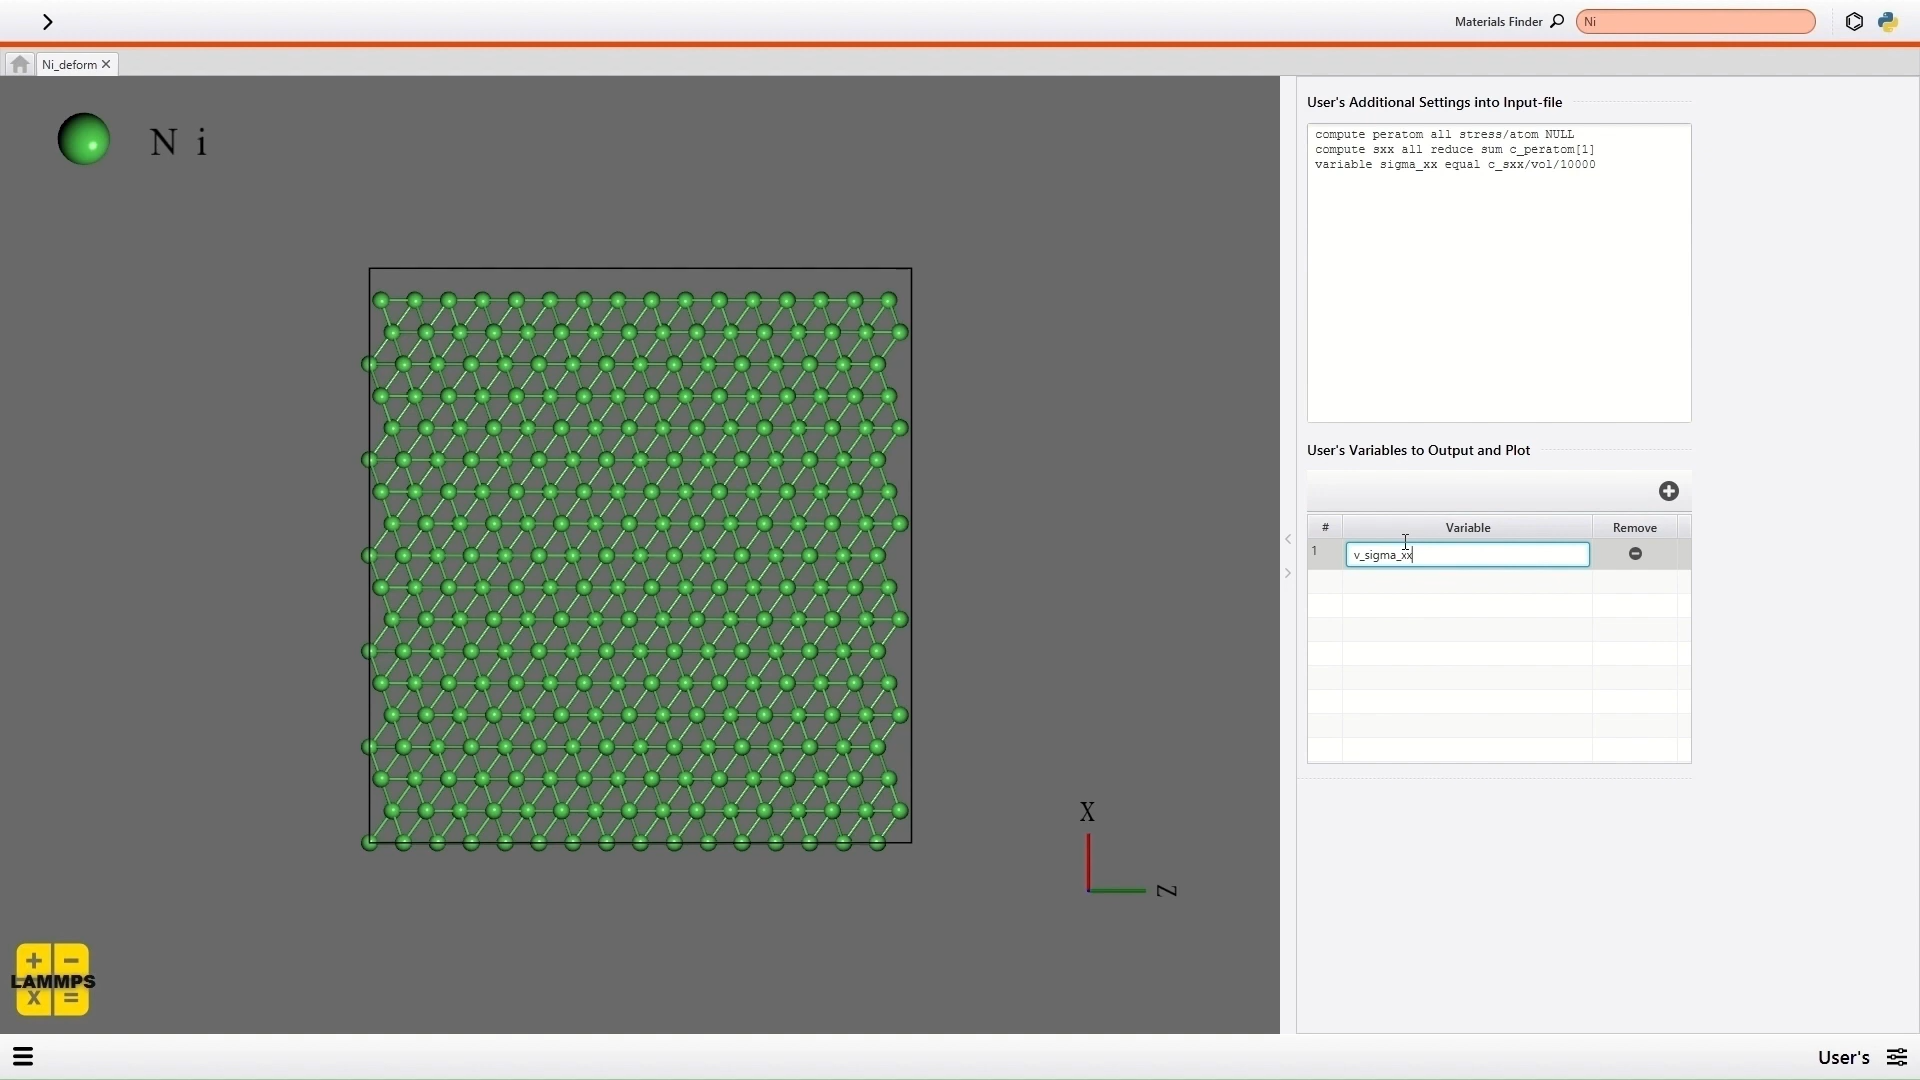 Materials Finder
Ni
Ni_deform
N i
User's Additional Settings into Input-file
compute peratom all stress/atom NULL
compute sxx all reduce sum c_peratom[1]
variable sigma_xx equal c_sxx/vol/10000
User's Variables to Output and Plot
# Variable Remove
1 v_sigma_xx
X
Z
LAMMPS
User's